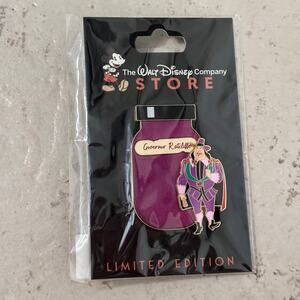 The WALT DISNEY Company
STORE
Governor Ratcliffe
LIMITED EDITION